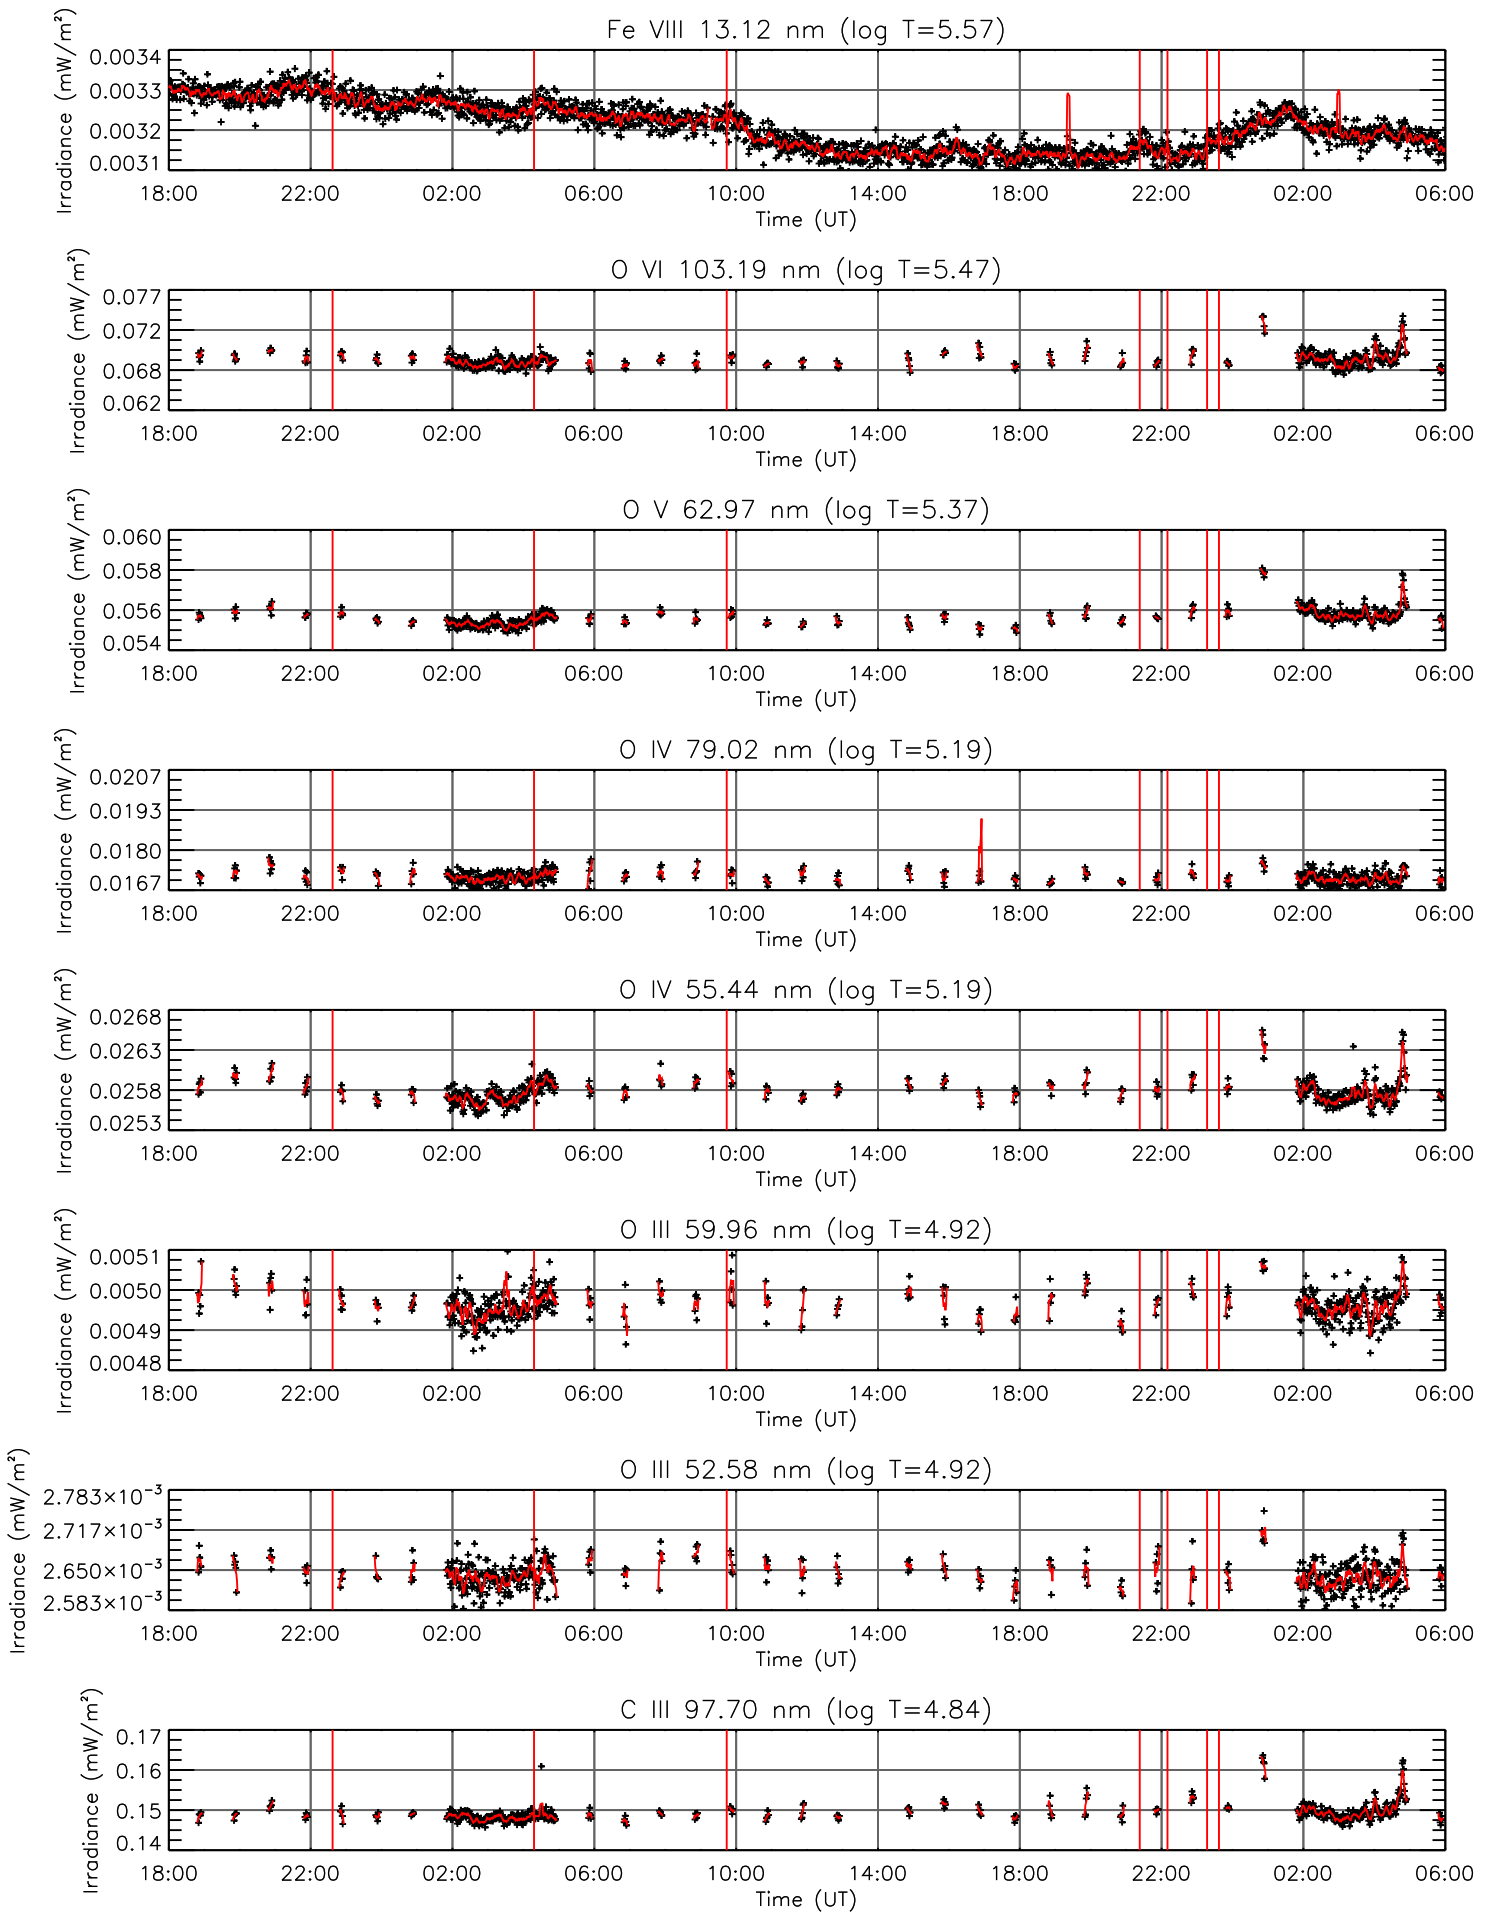 Fe VIII 13.12 nm (log T=5.57)
Irradiance (mW/m²)
0.0034
0.0033
0.0032
0.0031
18:00 22:00 02:00 06:00 10:00 14:00 18:00 22:00 02:00 06:00
Time (UT)
O VI 103.19 nm (log T=5.47)
Irradiance (mW/m²)
0.077
0.072
0.068
0.062
18:00 22:00 02:00 06:00 10:00 14:00 18:00 22:00 02:00 06:00
Time (UT)
O V 62.97 nm (log T=5.37)
Irradiance (mW/m²)
0.060
0.058
0.056
0.054
18:00 22:00 02:00 06:00 10:00 14:00 18:00 22:00 02:00 06:00
Time (UT)
O IV 79.02 nm (log T=5.19)
Irradiance (mW/m²)
0.0207
0.0193
0.0180
0.0167
18:00 22:00 02:00 06:00 10:00 14:00 18:00 22:00 02:00 06:00
Time (UT)
O IV 55.44 nm (log T=5.19)
Irradiance (mW/m²)
0.0268
0.0263
0.0258
0.0253
18:00 22:00 02:00 06:00 10:00 14:00 18:00 22:00 02:00 06:00
Time (UT)
O III 59.96 nm (log T=4.92)
Irradiance (mW/m²)
0.0051
0.0050
0.0049
0.0048
18:00 22:00 02:00 06:00 10:00 14:00 18:00 22:00 02:00 06:00
Time (UT)
O III 52.58 nm (log T=4.92)
Irradiance (mW/m²)
2.783×10⁻³
2.717×10⁻³
2.650×10⁻³
2.583×10⁻³
18:00 22:00 02:00 06:00 10:00 14:00 18:00 22:00 02:00 06:00
Time (UT)
C III 97.70 nm (log T=4.84)
Irradiance (mW/m²)
0.17
0.16
0.15
0.14
18:00 22:00 02:00 06:00 10:00 14:00 18:00 22:00 02:00 06:00
Time (UT)